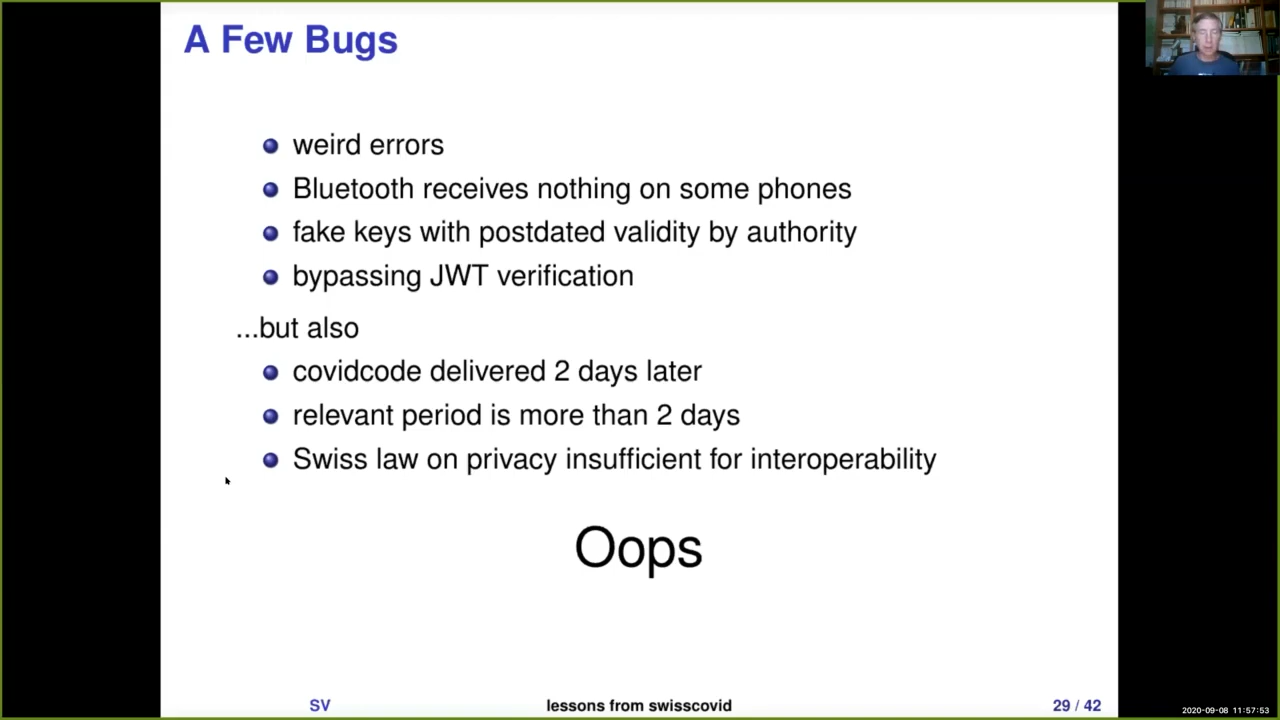 A Few Bugs
weird errors
Bluetooth receives nothing on some phones
fake keys with postdated validity by authority
bypassing JWT verification
...but also
covidcode delivered 2 days later
relevant period is more than 2 days
Swiss law on privacy insufficient for interoperability
Oops
SV
lessons from swisscovid
29 / 42
2020-09-08 11:57:53